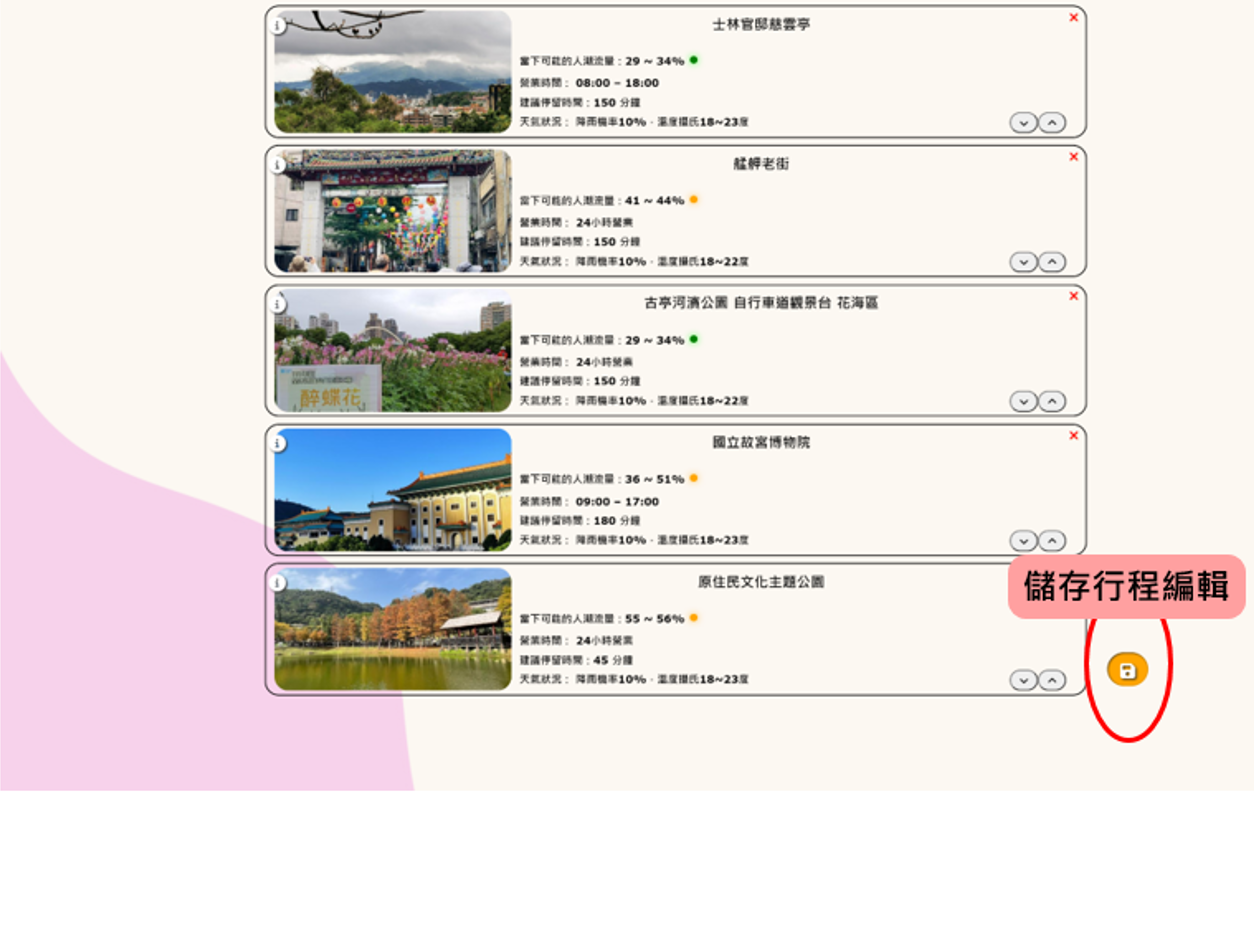 士林官邸慈雲亭
當下可能的人潮流量：29 ~ 34%
營業時間： 08:00 – 18:00
建議停留時間：150 分鐘
天氣狀況： 降雨機率10%．溫度攝氏18~23度
艋舺老街
當下可能的人潮流量：41 ~ 44%
營業時間： 24小時營業
建議停留時間：150 分鐘
天氣狀況： 降雨機率10%．溫度攝氏18~22度
古亭河濱公園 自行車道觀景台 花海區
當下可能的人潮流量：29 ~ 34%
營業時間： 24小時營業
建議停留時間：150 分鐘
天氣狀況： 降雨機率10%．溫度攝氏18~22度
醉蝶花
國立故宮博物院
當下可能的人潮流量：36 ~ 51%
營業時間： 09:00 – 17:00
建議停留時間：180 分鐘
天氣狀況： 降雨機率10%．溫度攝氏18~23度
原住民文化主題公園
當下可能的人潮流量：55 ~ 56%
營業時間： 24小時營業
建議停留時間：45 分鐘
天氣狀況： 降雨機率10%．溫度攝氏18~23度
儲存行程編輯